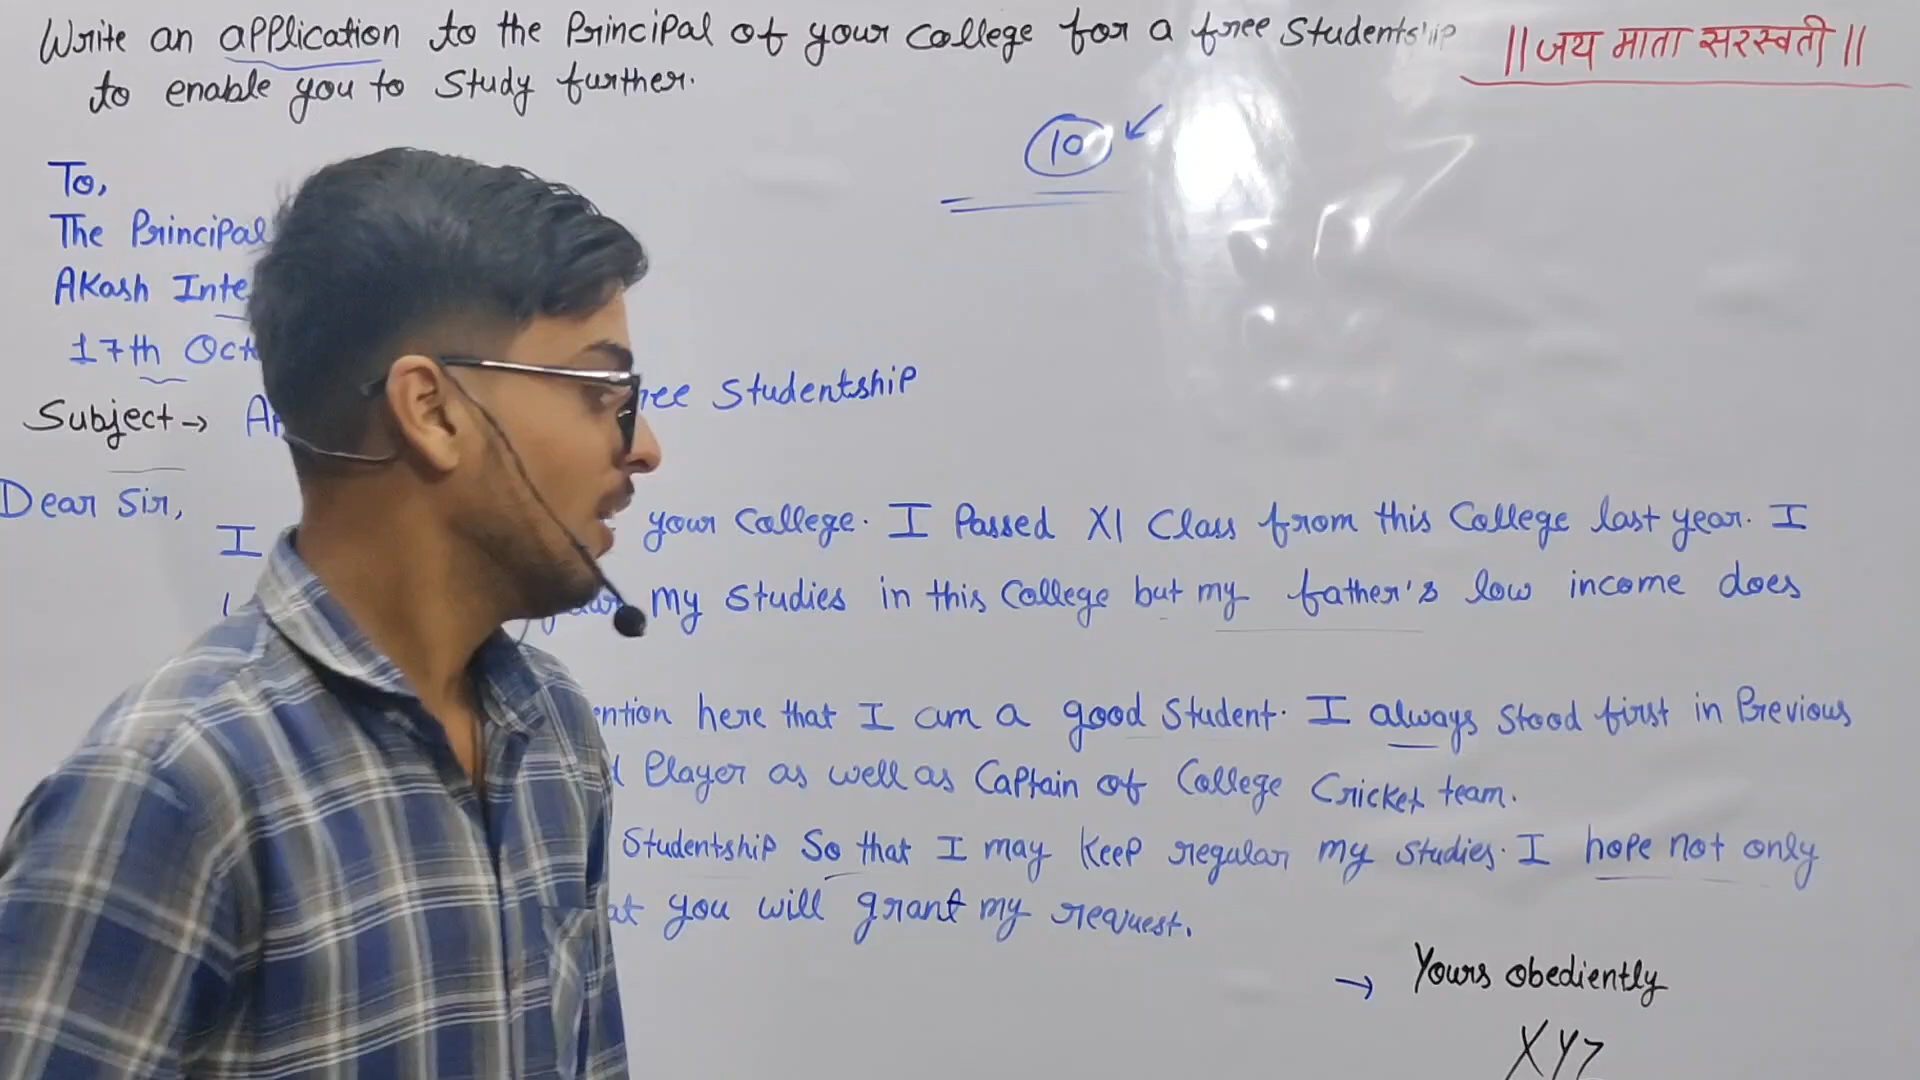 Write an application to the Principal of your College for a free Studentship
to enable you to Study further.
||जय माता सरस्वती||
10
To,
The Principal
Akash Inte
17th Oct
Subject → Studentship
Dear Sir,
I your College. I Passed XI Class from this College last year. I
my studies in this College but my father's low income does
here that I am a good Student. I always stood first in Previous
Player as well as Captain of College Cricket team.
Studentship So that I may keep regular my studies. I hope not only
you will grant my request.
→ Yours obediently
XYZ